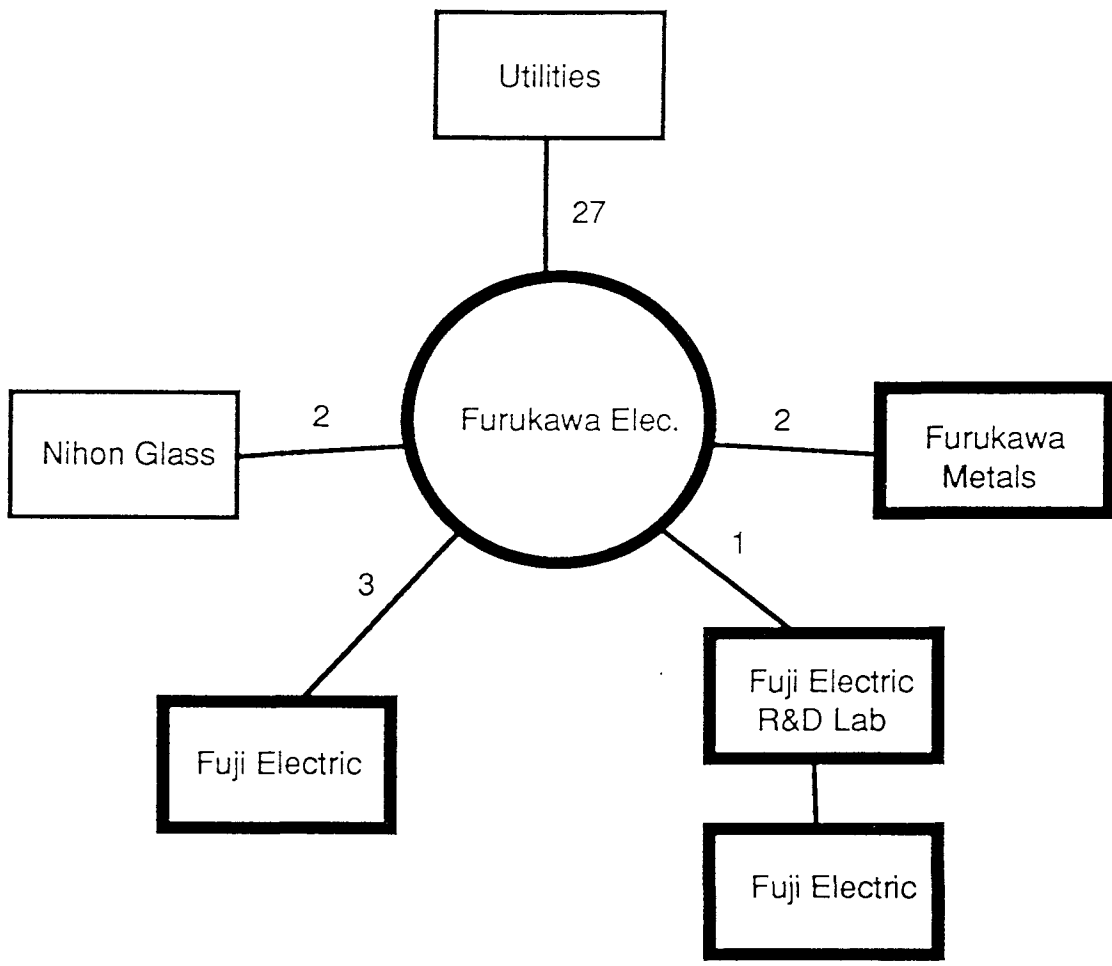 Utilities
27
Nihon Glass
2
Furukawa Elec.
2
Furukawa
Metals
3
1
Fuji Electric
Fuji Electric
R&D Lab
Fuji Electric